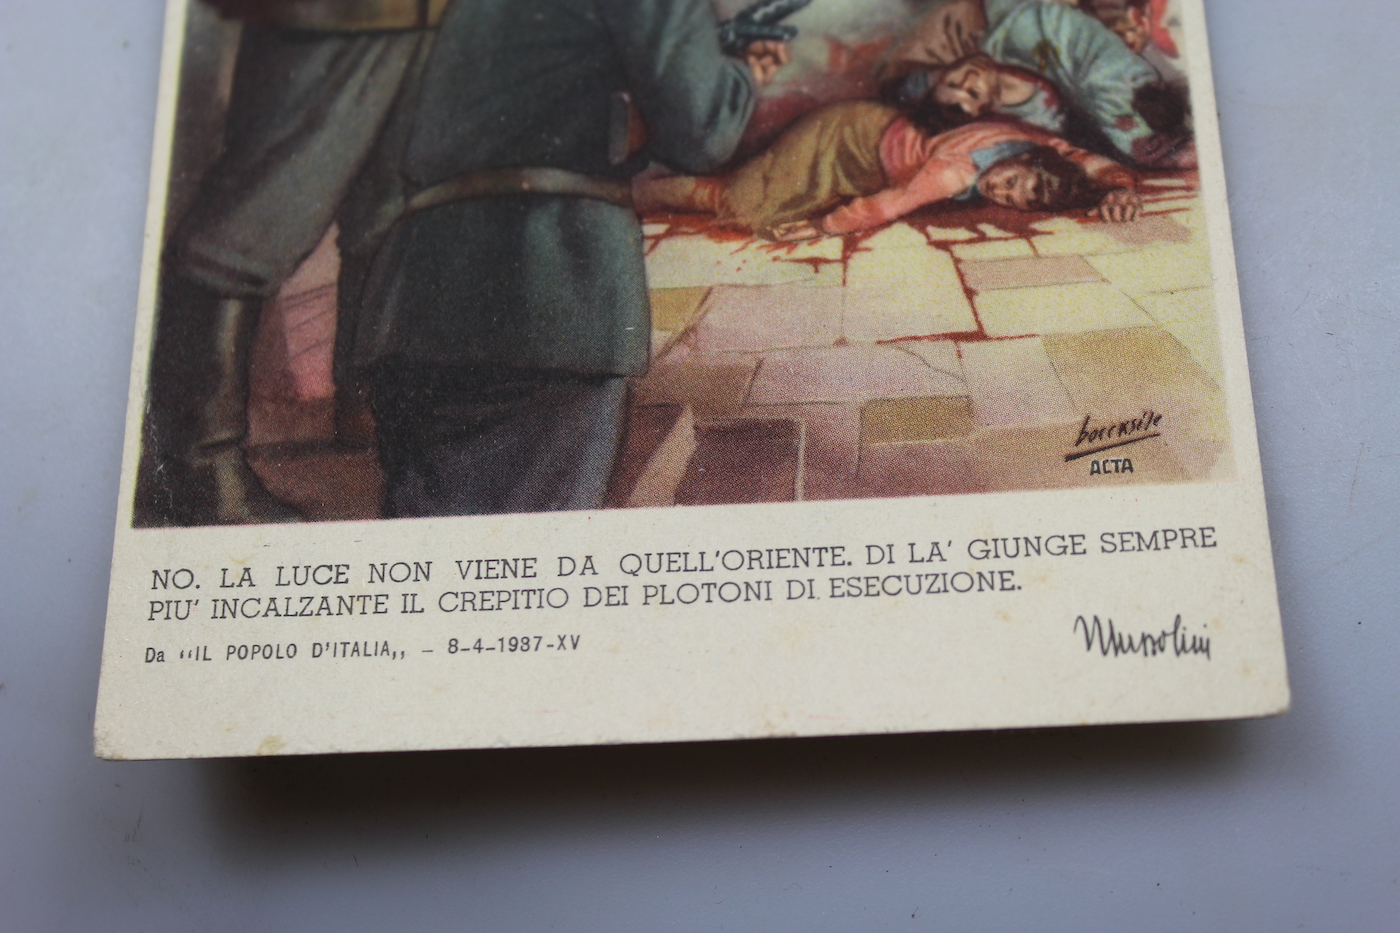 boccasile
ACTA
NO. LA LUCE NON VIENE DA QUELL'ORIENTE. DI LA' GIUNGE SEMPRE
PIU' INCALZANTE IL CREPITIO DEI PLOTONI DI ESECUZIONE.
Da “IL POPOLO D'ITALIA„ – 8-4-1937-XV
Mussolini